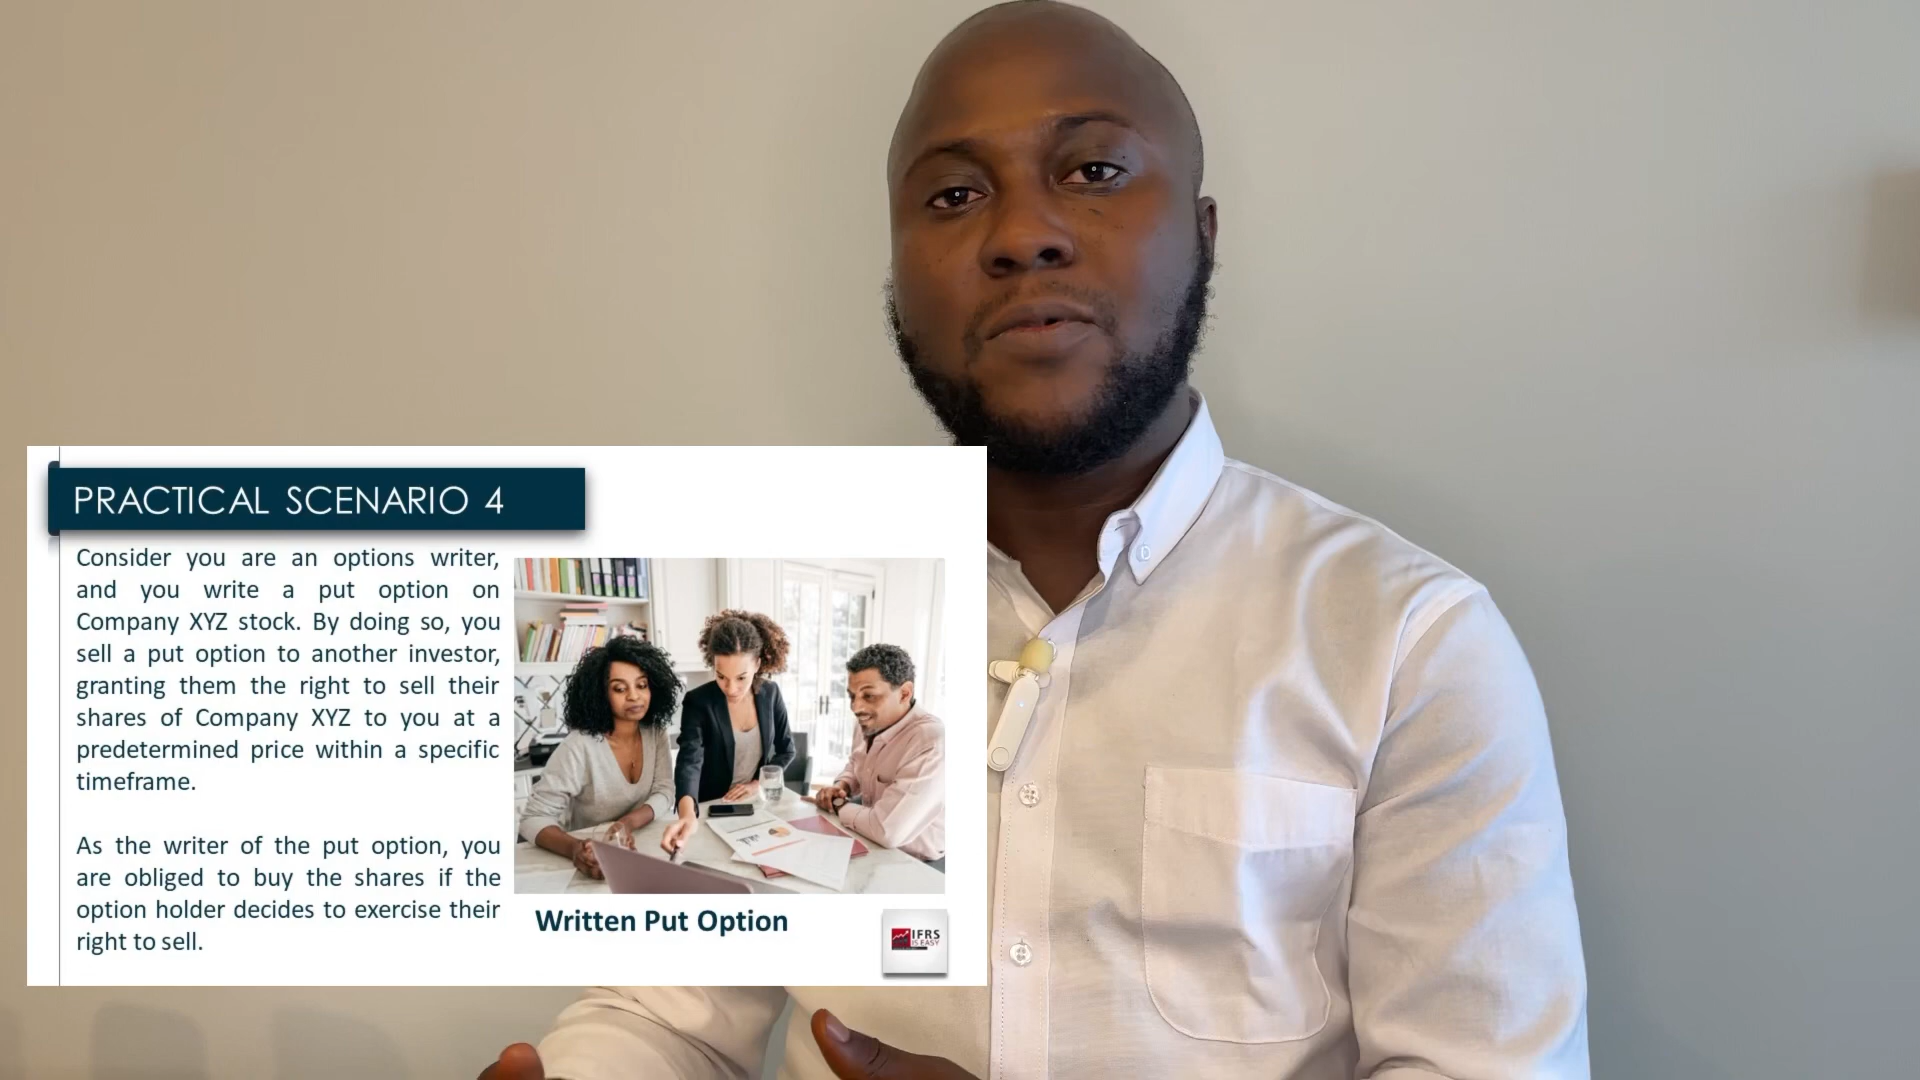 PRACTICAL SCENARIO 4
Consider you are an options writer,
and you write a put option on
Company XYZ stock. By doing so, you
sell a put option to another investor,
granting them the right to sell their
shares of Company XYZ to you at a
predetermined price within a specific
timeframe.
As the writer of the put option, you
are obliged to buy the shares if the
option holder decides to exercise their
right to sell.
Written Put Option
IFRS
IS EASY